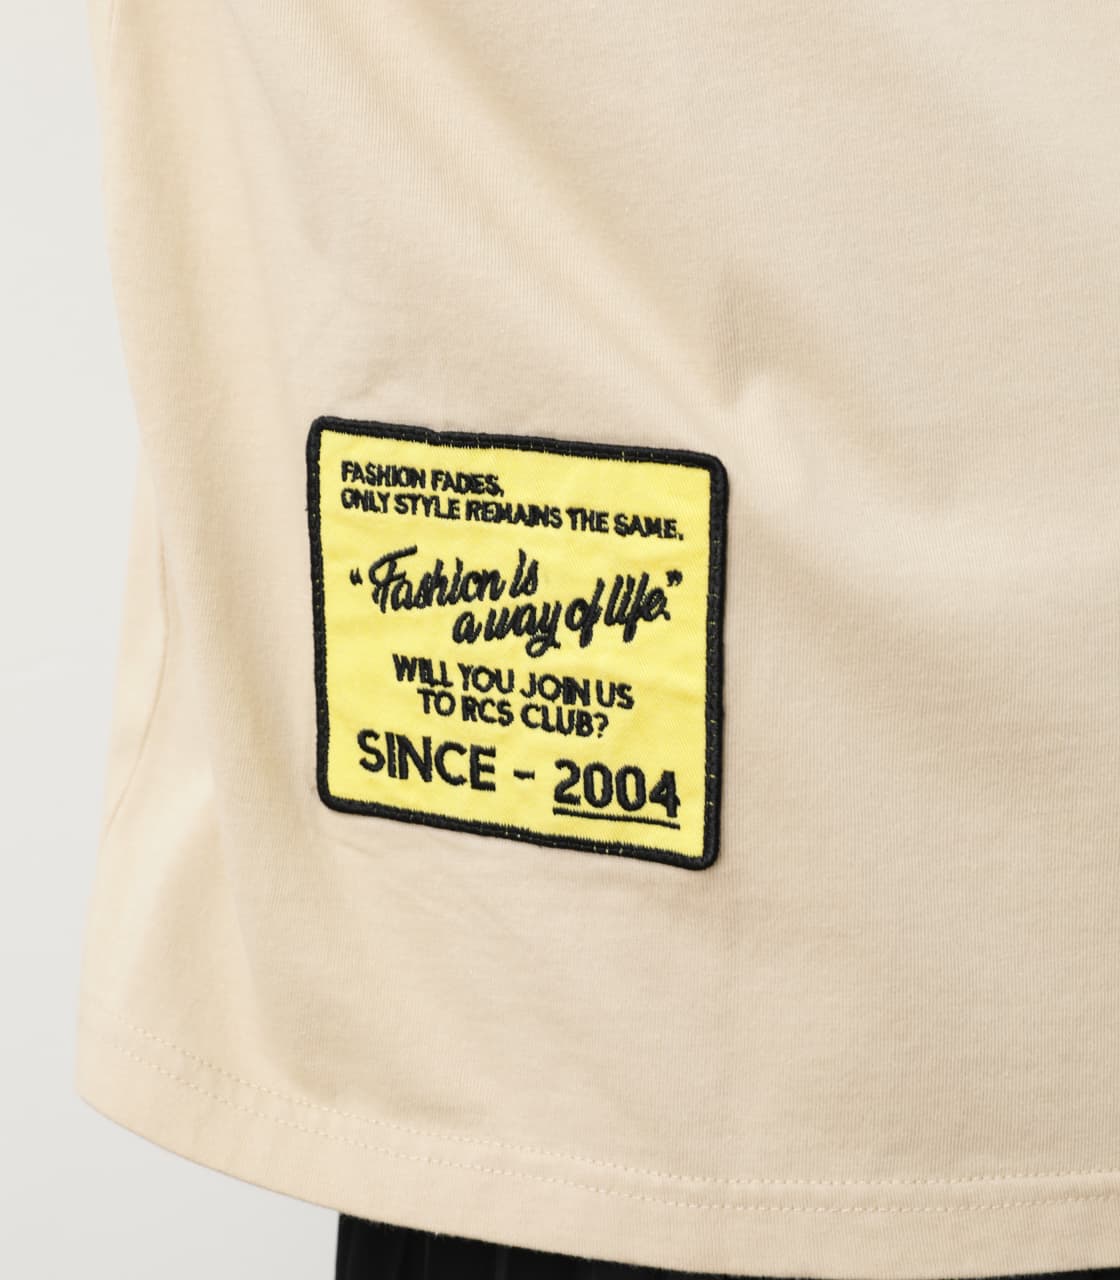 FASHION FADES,
ONLY STYLE REMAINS THE SAME.
“Fashion is
a way of life.”
WILL YOU JOIN US
TO RCS CLUB?
SINCE - 2004